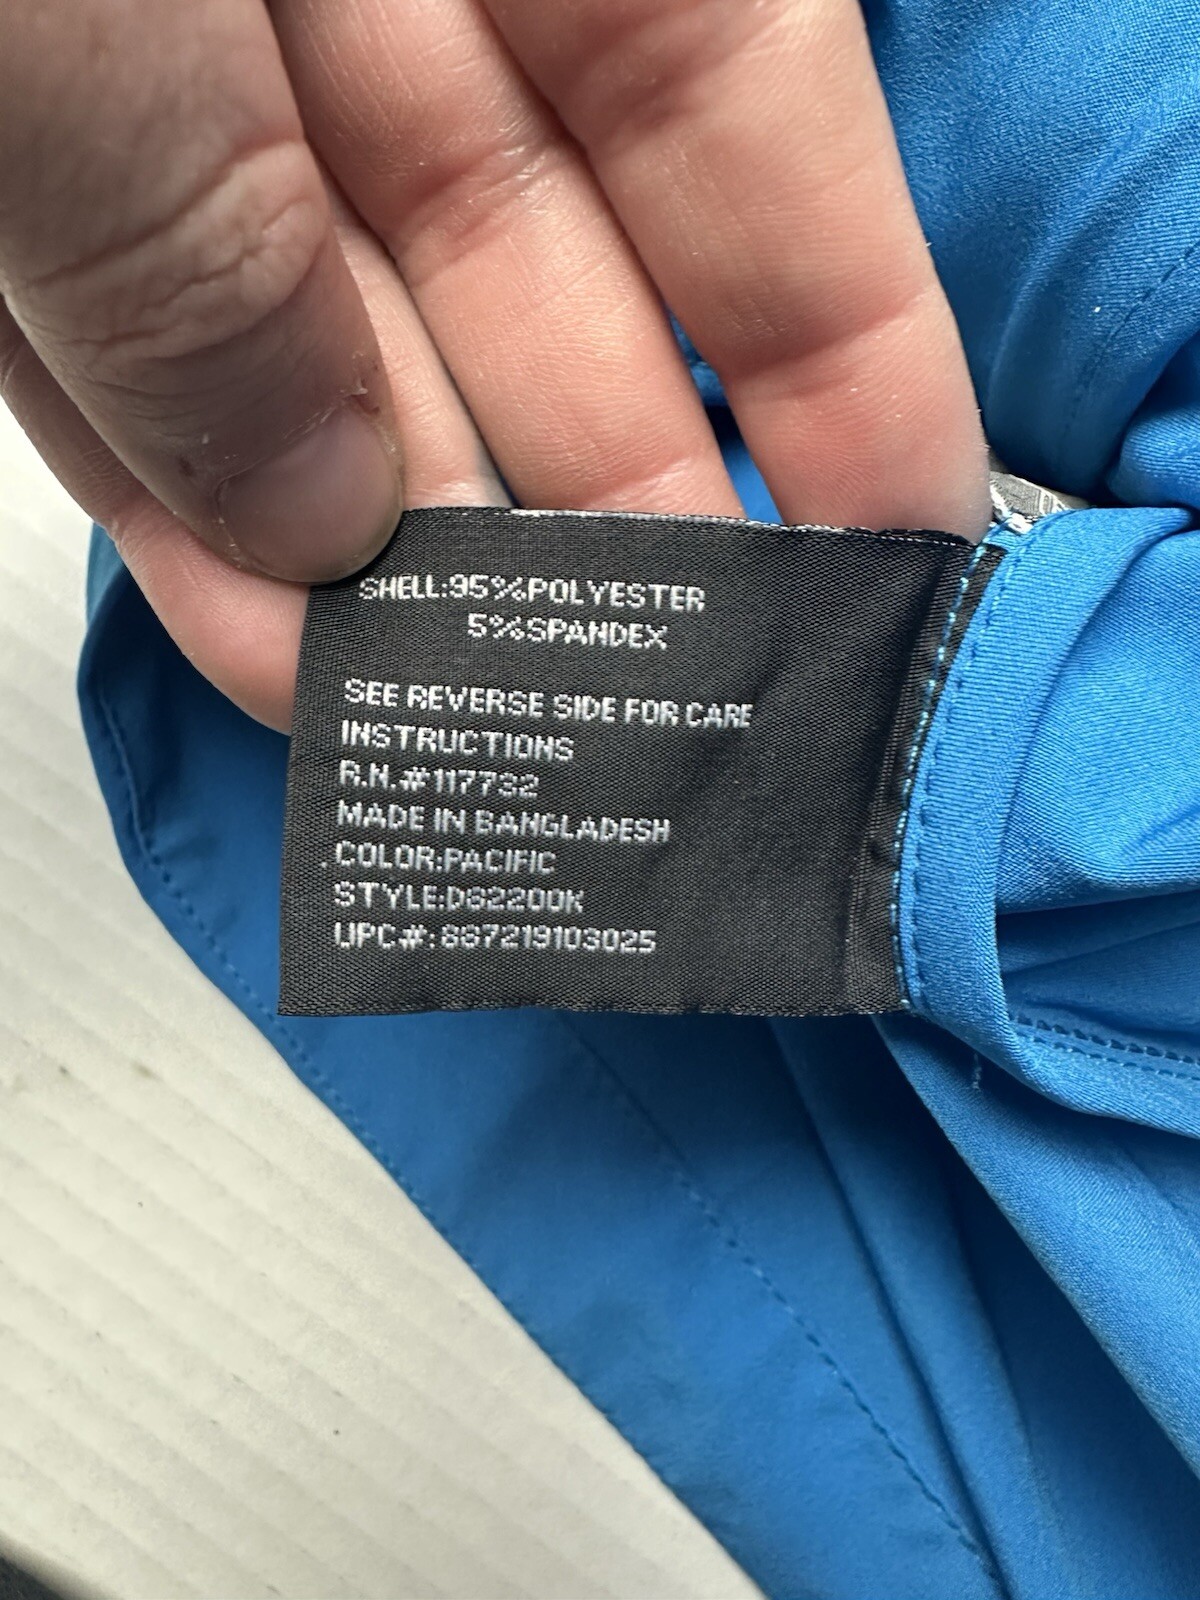 SHELL:95%POLYESTER
5%SPANDEX
SEE REVERSE SIDE FOR CARE
INSTRUCTIONS
R.N.#117732
MADE IN BANGLADESH
COLOR:PACIFIC
STYLE:DS2200K
UPC#:887219103025